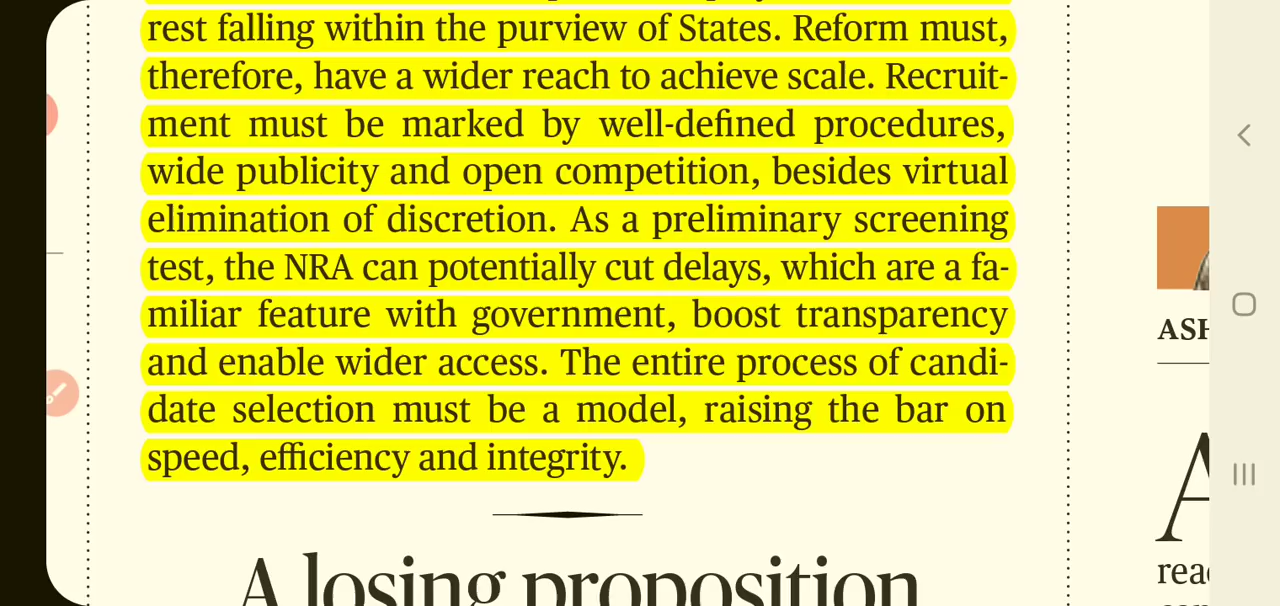 rest falling within the purview of States. Reform must,
therefore, have a wider reach to achieve scale. Recruit-
ment must be marked by well-defined procedures,
wide publicity and open competition, besides virtual
elimination of discretion. As a preliminary screening
test, the NRA can potentially cut delays, which are a fa-
miliar feature with government, boost transparency
and enable wider access. The entire process of candi-
date selection must be a model, raising the bar on
speed, efficiency and integrity.
A losing proposition
ASH
A